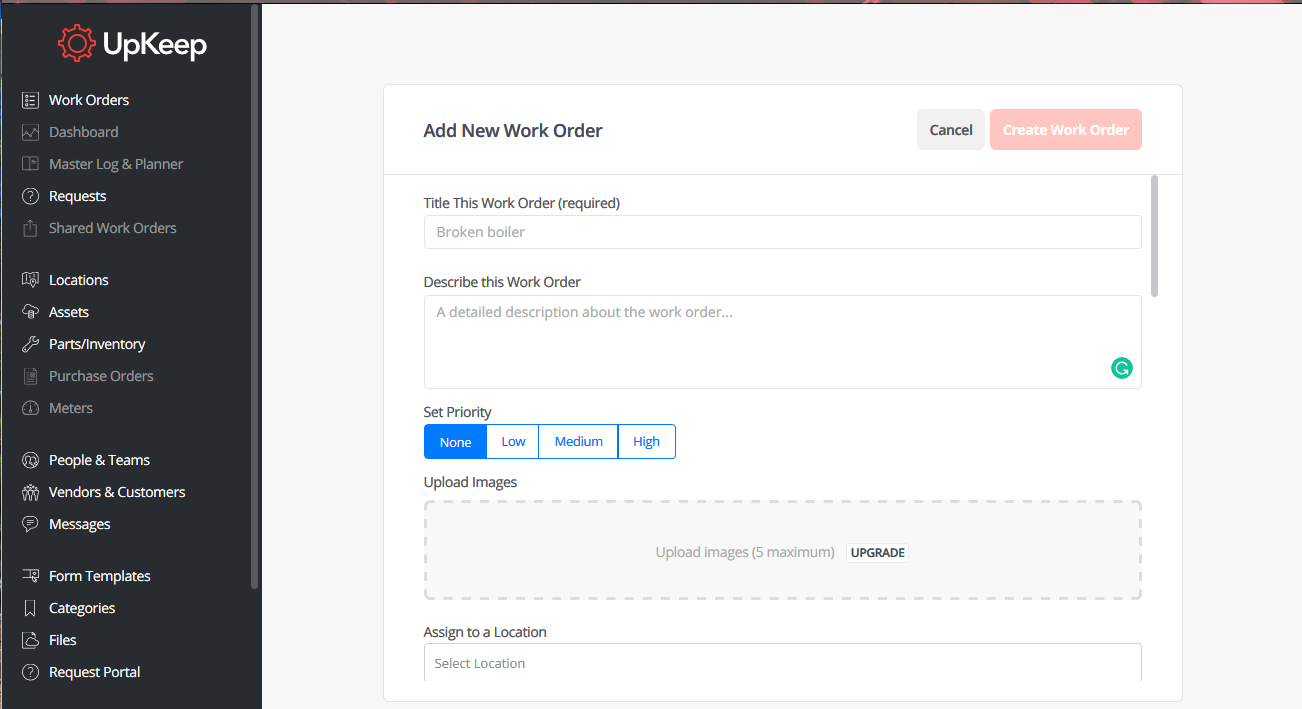 UpKeep
Work Orders
Dashboard
Master Log & Planner
Requests
Shared Work Orders
Locations
Assets
Parts/Inventory
Purchase Orders
Meters
People & Teams
Vendors & Customers
Messages
Form Templates
Categories
Files
Request Portal
Add New Work Order
Cancel
Create Work Order
Title This Work Order (required)
Broken boiler
Describe this Work Order
A detailed description about the work order...
Set Priority
None Low Medium High
Upload Images
Upload images (5 maximum) UPGRADE
Assign to a Location
Select Location